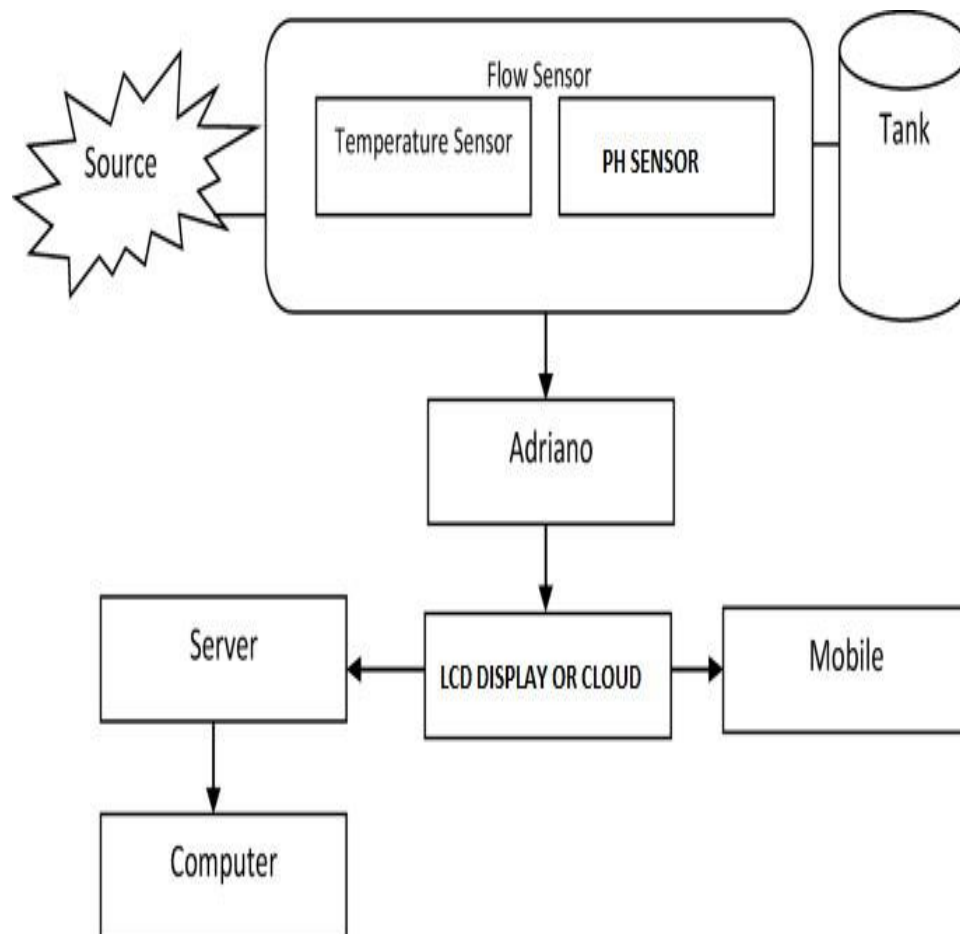 Flow Sensor
Source
Temperature Sensor
PH SENSOR
Tank
Adriano
Server
LCD DISPLAY OR CLOUD
Mobile
Computer